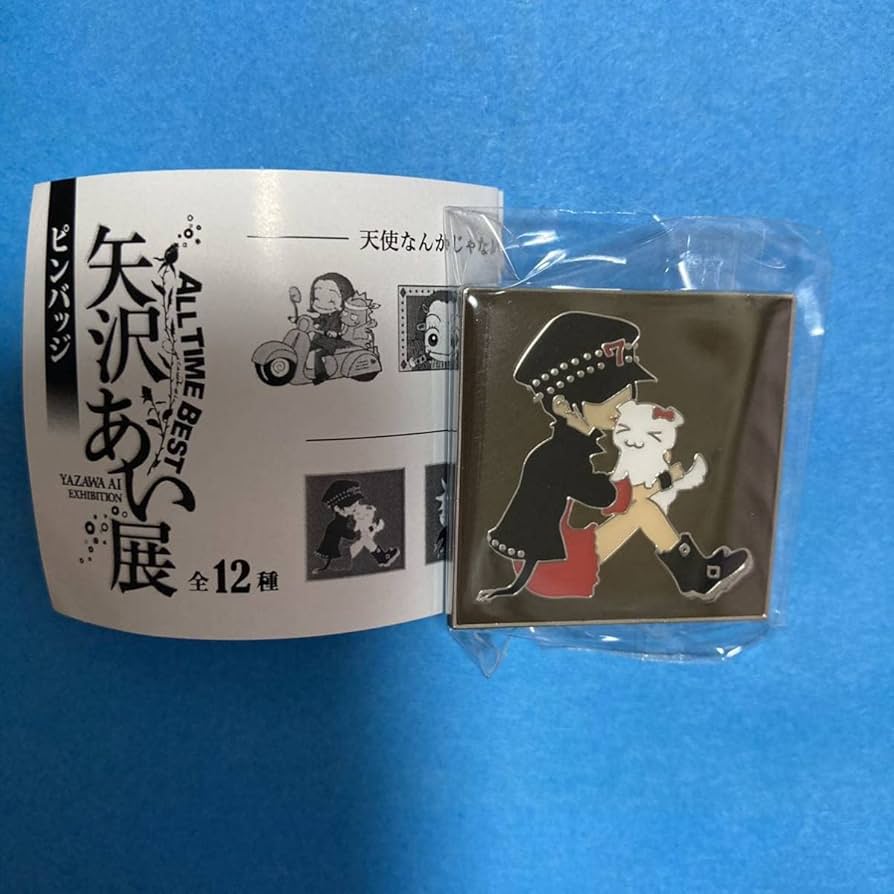 ピンバッジ
矢沢あい展
ALL TIME BEST
YAZAWA AI
EXHIBITION
全12種
天使なんかじゃない
7